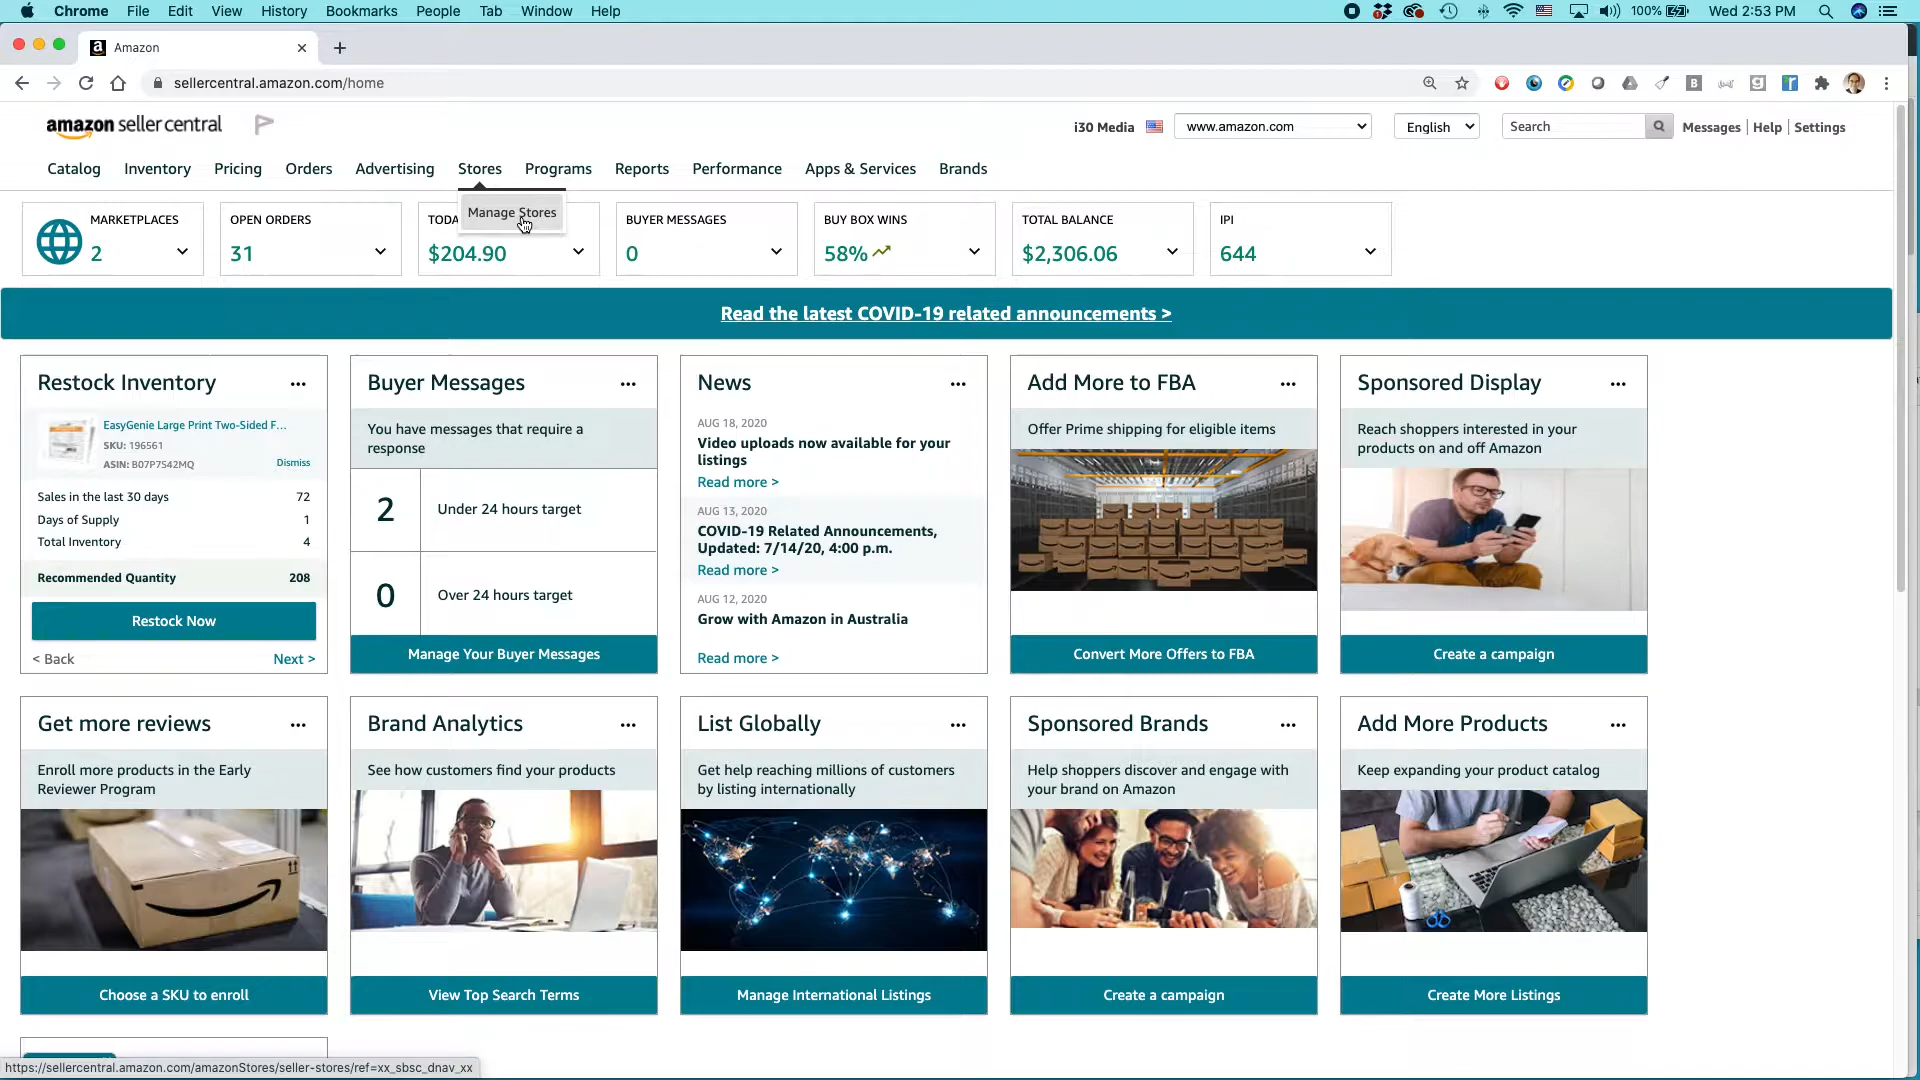 Chrome File Edit View History Bookmarks People Tab Window Help
100% Wed 2:53 PM
Amazon
sellercentral.amazon.com/home
amazon seller central
i30 Media www.amazon.com English Search Messages Help Settings
Catalog Inventory Pricing Orders Advertising Stores Programs Reports Performance Apps & Services Brands
Manage Stores
MARKETPLACES
2
OPEN ORDERS
31
TODA
$204.90
BUYER MESSAGES
0
BUY BOX WINS
58%
TOTAL BALANCE
$2,306.06
IPI
644
Read the latest COVID-19 related announcements >
Restock Inventory
EasyGenie Large Print Two-Sided F...
SKU: 196561
ASIN: B07P7542MQ
Dismiss
Sales in the last 30 days 72
Days of Supply 1
Total Inventory 4
Recommended Quantity 208
Restock Now
< Back Next >
Buyer Messages
You have messages that require a
response
2 Under 24 hours target
0 Over 24 hours target
Manage Your Buyer Messages
News
AUG 18, 2020
Video uploads now available for your
listings
Read more >
AUG 13, 2020
COVID-19 Related Announcements,
Updated: 7/14/20, 4:00 p.m.
Read more >
AUG 12, 2020
Grow with Amazon in Australia
Read more >
Add More to FBA
Offer Prime shipping for eligible items
Convert More Offers to FBA
Sponsored Display
Reach shoppers interested in your
products on and off Amazon
Create a campaign
Get more reviews
Enroll more products in the Early
Reviewer Program
Choose a SKU to enroll
Brand Analytics
See how customers find your products
View Top Search Terms
List Globally
Get help reaching millions of customers
by listing internationally
Manage International Listings
Sponsored Brands
Help shoppers discover and engage with
your brand on Amazon
Create a campaign
Add More Products
Keep expanding your product catalog
Create More Listings
https://sellercentral.amazon.com/amazonStores/seller-stores/ref=xx_sbsc_dnav_xx